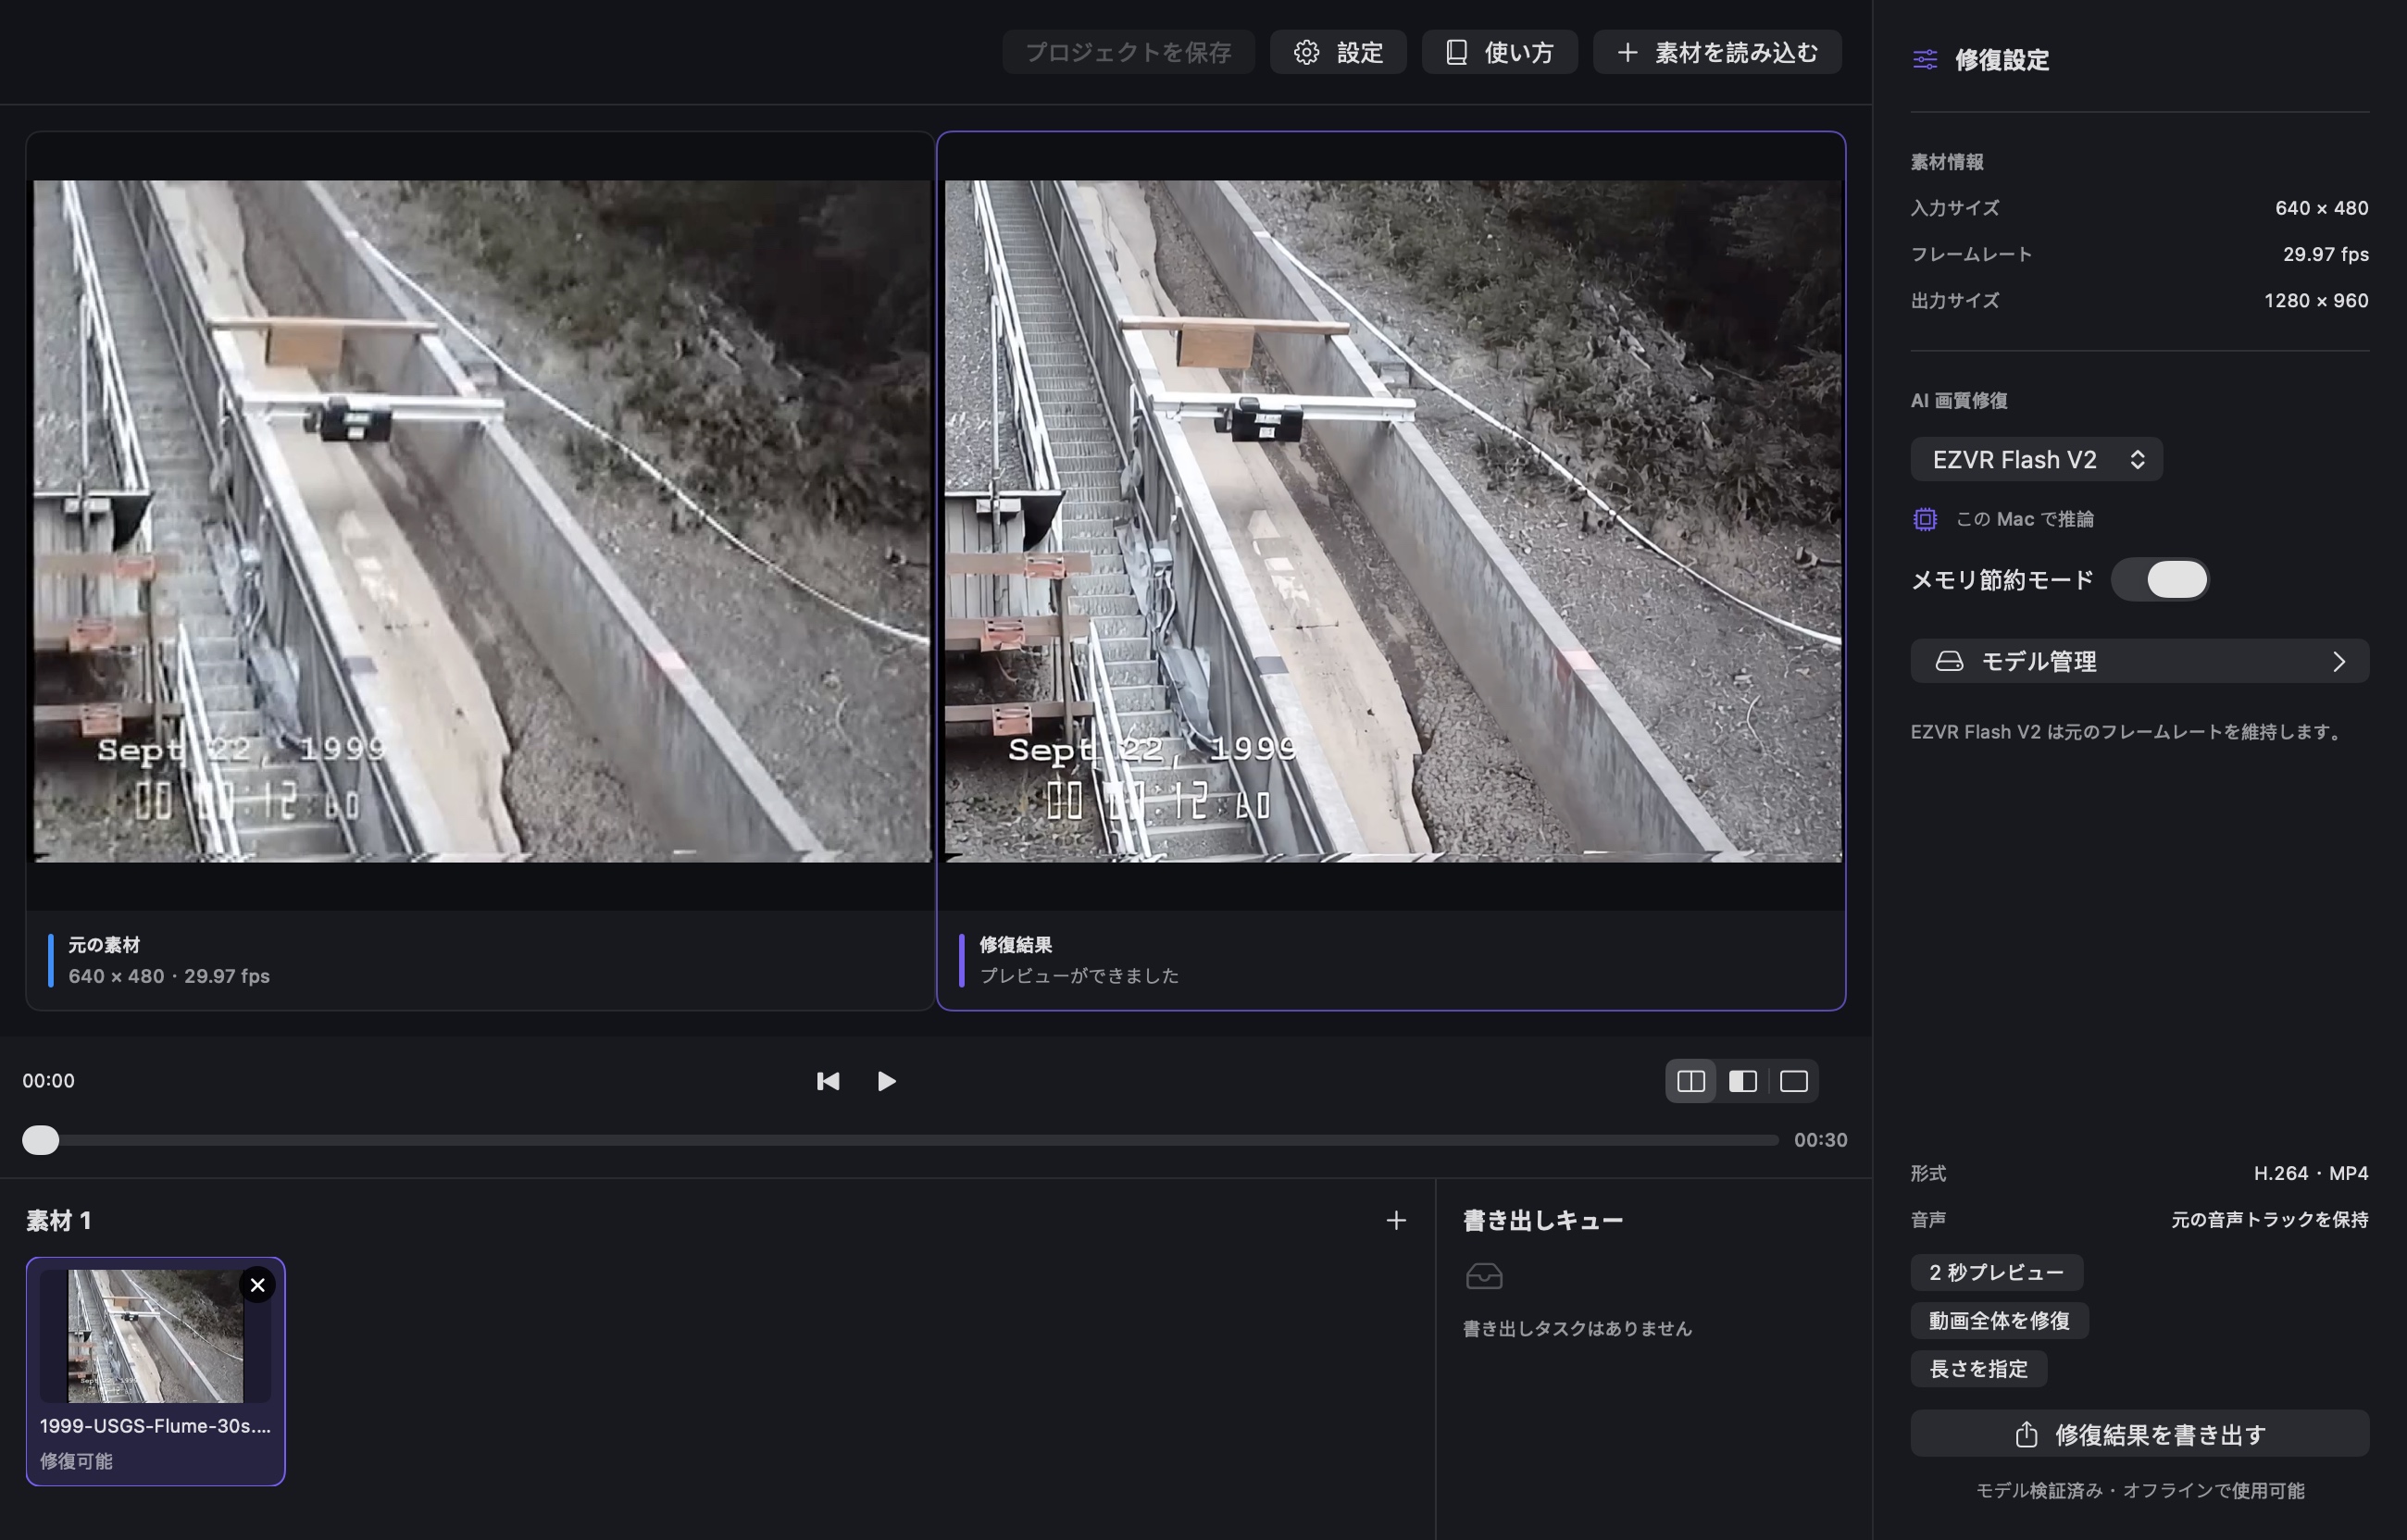 プロジェクトを保存
設定
使い方
素材を読み込む
修復設定
素材情報
入力サイズ 640 × 480
フレームレート 29.97 fps
出力サイズ 1280 × 960
AI 画質修復
EZVR Flash V2
この Mac で推論
メモリ節約モード
モデル管理
EZVR Flash V2 は元のフレームレートを維持します。
Sept 22, 1999
Sept 22, 1999
元の素材
640 × 480 · 29.97 fps
修復結果
プレビューができました
00:00
00:30
素材 1
1999-USGS-Flume-30s....
修復可能
書き出しキュー
書き出しタスクはありません
形式 H.264 · MP4
音声 元の音声トラックを保持
2 秒プレビュー
動画全体を修復
長さを指定
修復結果を書き出す
モデル検証済み · オフラインで使用可能